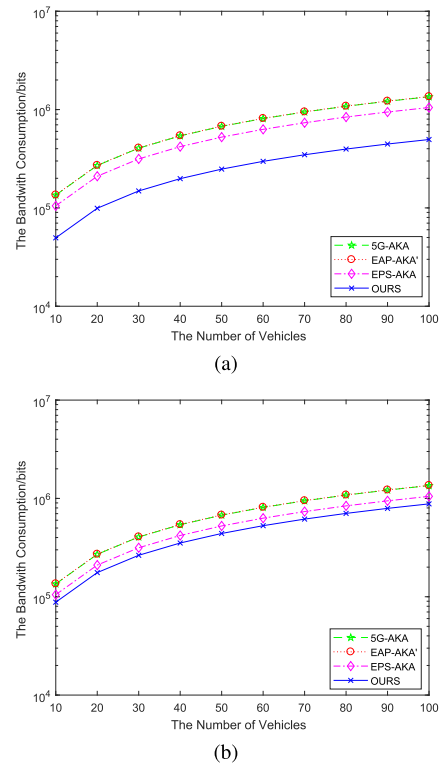 10^7
10^6
10^5
10^4
The Bandwith Consumption/bits
5G-AKA
EAP-AKA'
EPS-AKA
OURS
10 20 30 40 50 60 70 80 90 100
The Number of Vehicles
(a)
10^7
10^6
10^5
10^4
The Bandwith Consumption/bits
5G-AKA
EAP-AKA'
EPS-AKA
OURS
10 20 30 40 50 60 70 80 90 100
The Number of Vehicles
(b)